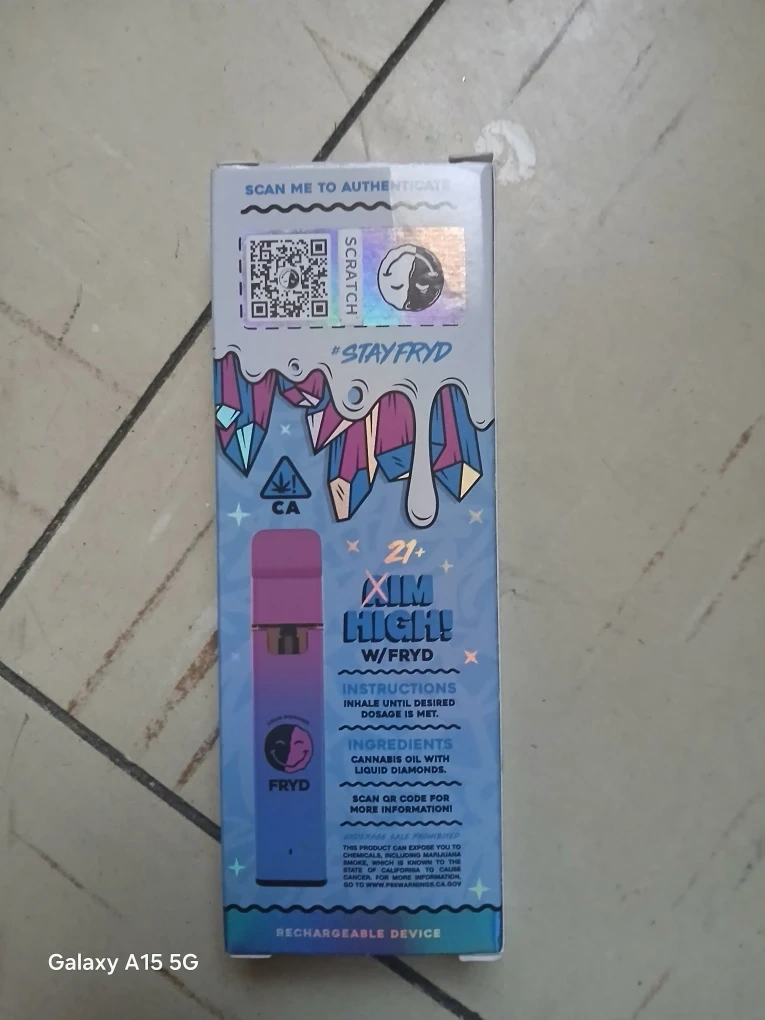 SCAN ME TO AUTHENTICATE
SCRATCH
#STAYFRYD
CA
21+
AIM
HIGH!
W/FRYD
INSTRUCTIONS
INHALE UNTIL DESIRED
DOSAGE IS MET.
INGREDIENTS
CANNABIS OIL WITH
LIQUID DIAMONDS.
SCAN QR CODE FOR
MORE INFORMATION!
UNDERAGE SALE PROHIBITED
THIS PRODUCT CAN EXPOSE YOU TO
CHEMICALS, INCLUDING MARIJUANA
SMOKE, WHICH IS KNOWN TO THE
STATE OF CALIFORNIA TO CAUSE
CANCER. FOR MORE INFORMATION,
GO TO WWW.P65WARNINGS.CA.GOV
FRYD
RECHARGEABLE DEVICE
Galaxy A15 5G